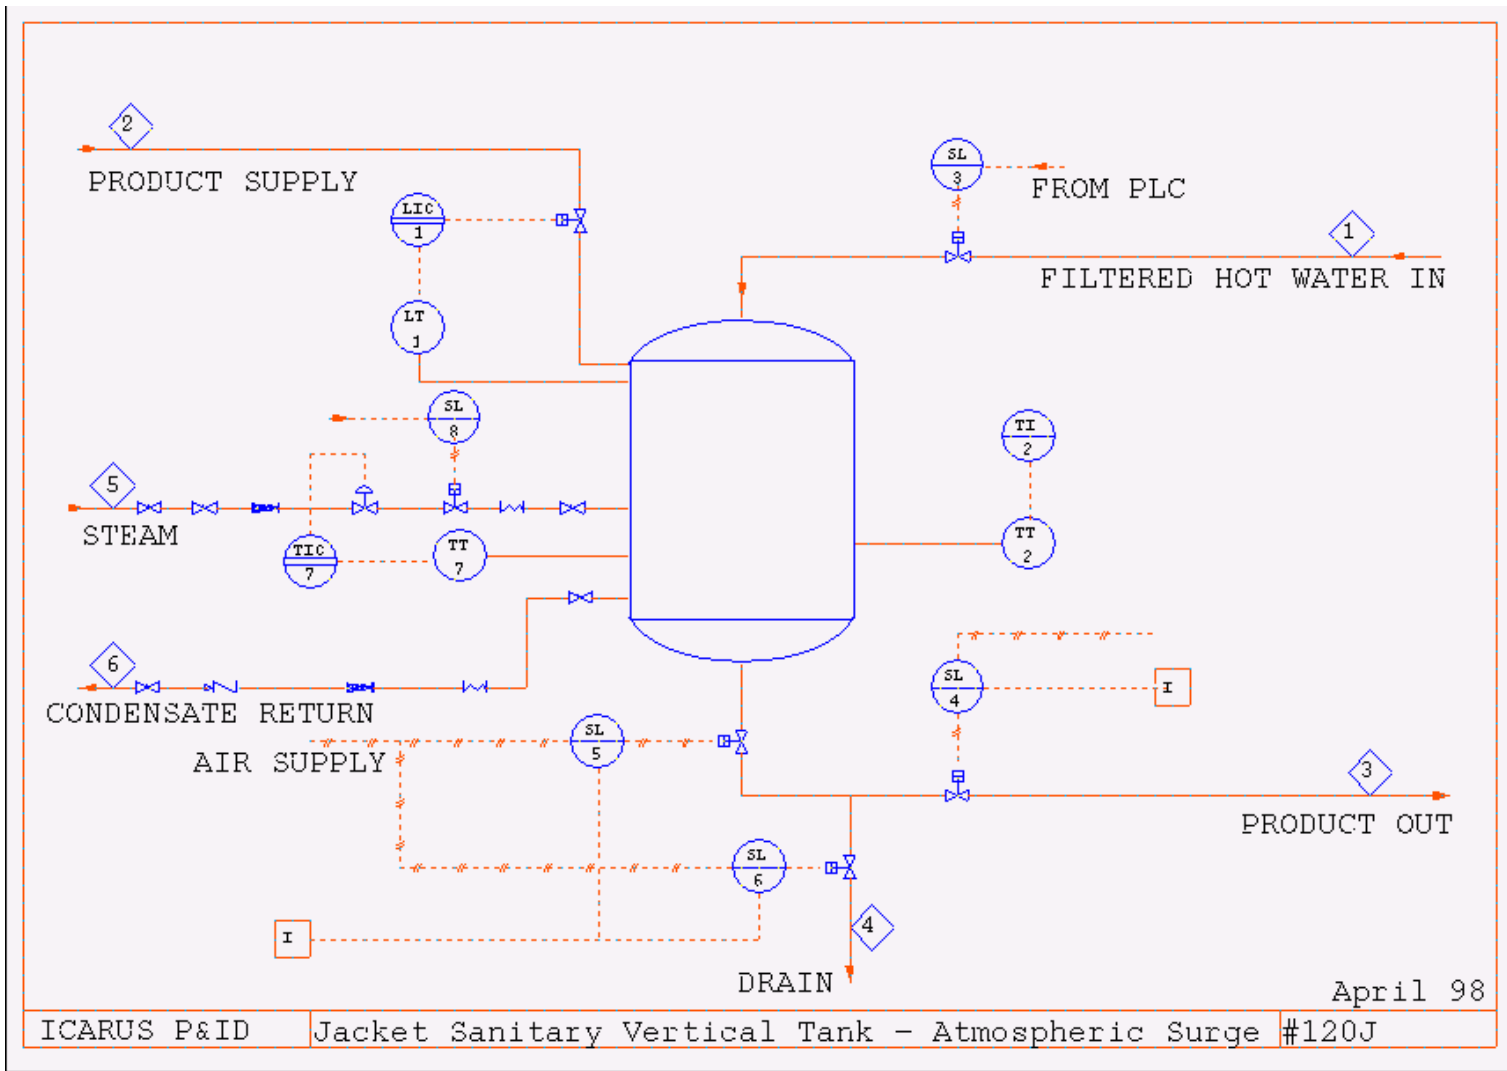 2
PRODUCT SUPPLY
SL
3
FROM PLC
LIC
1
1
FILTERED HOT WATER IN
LT
1
SL
8
TI
2
5
STEAM
TIC
7
TT
7
TT
2
6
CONDENSATE RETURN
SL
4
I
AIR SUPPLY
SL
5
3
PRODUCT OUT
SL
6
I
4
DRAIN
April 98
ICARUS P&ID
Jacket Sanitary Vertical Tank – Atmospheric Surge
#120J